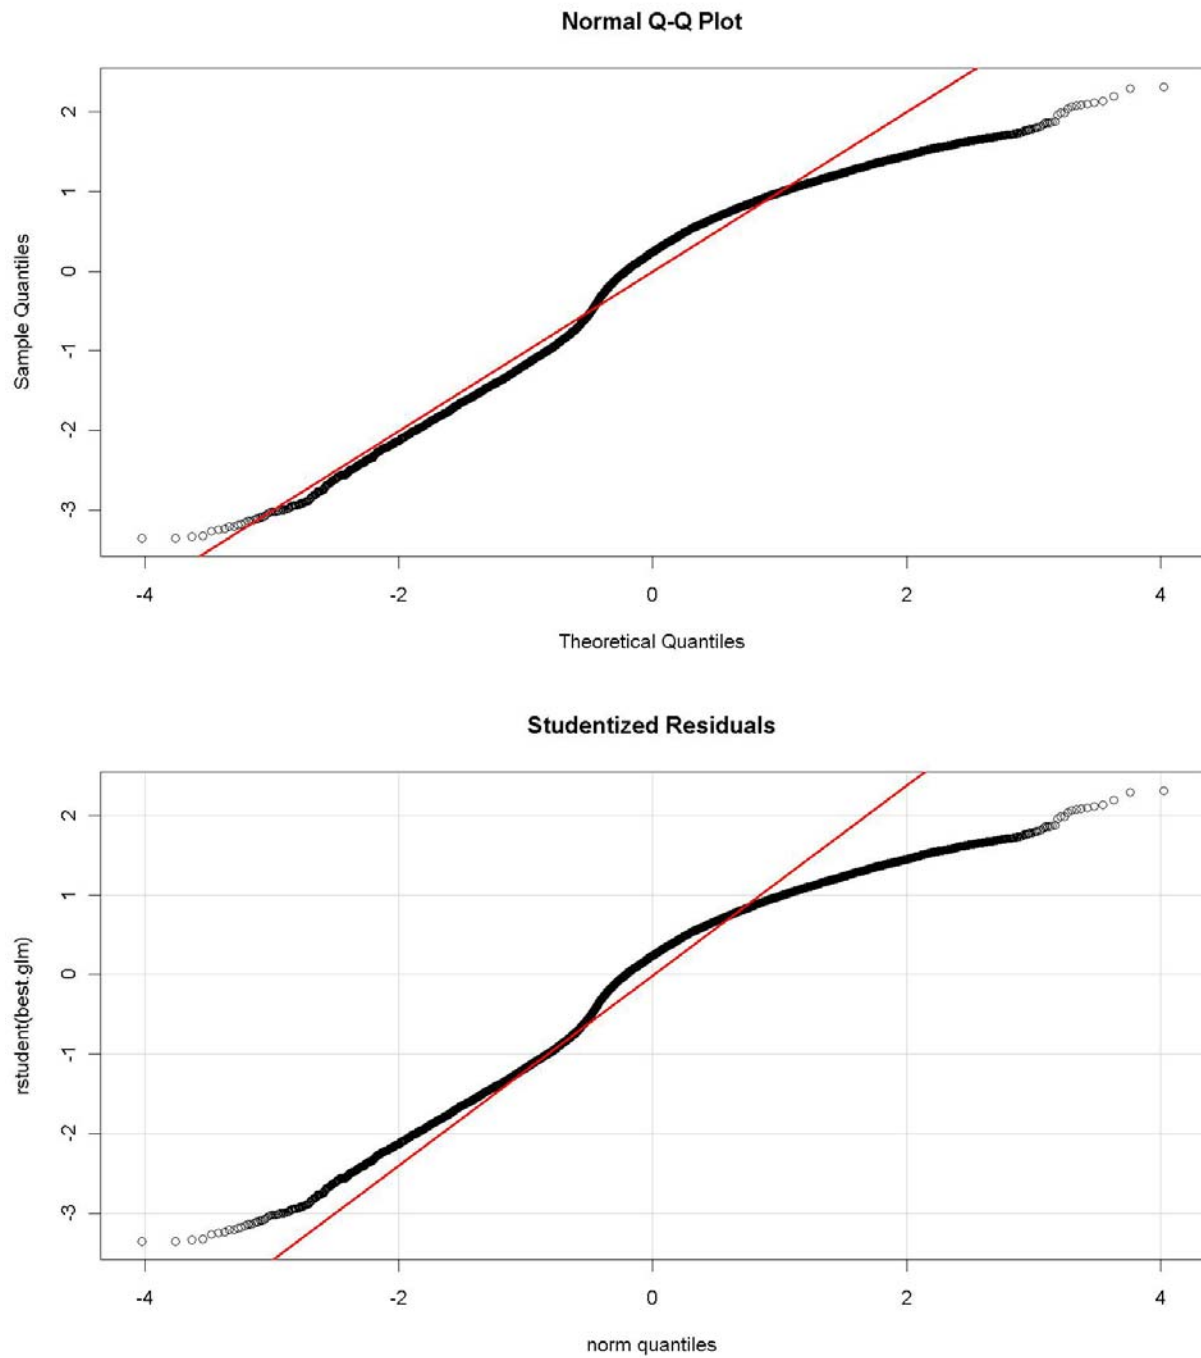 Normal Q-Q Plot
Sample Quantiles
2
1
0
-1
-2
-3
-4 -2 0 2 4
Theoretical Quantiles
Studentized Residuals
rstudent(best.glm)
2
1
0
-1
-2
-3
-4 -2 0 2 4
norm quantiles